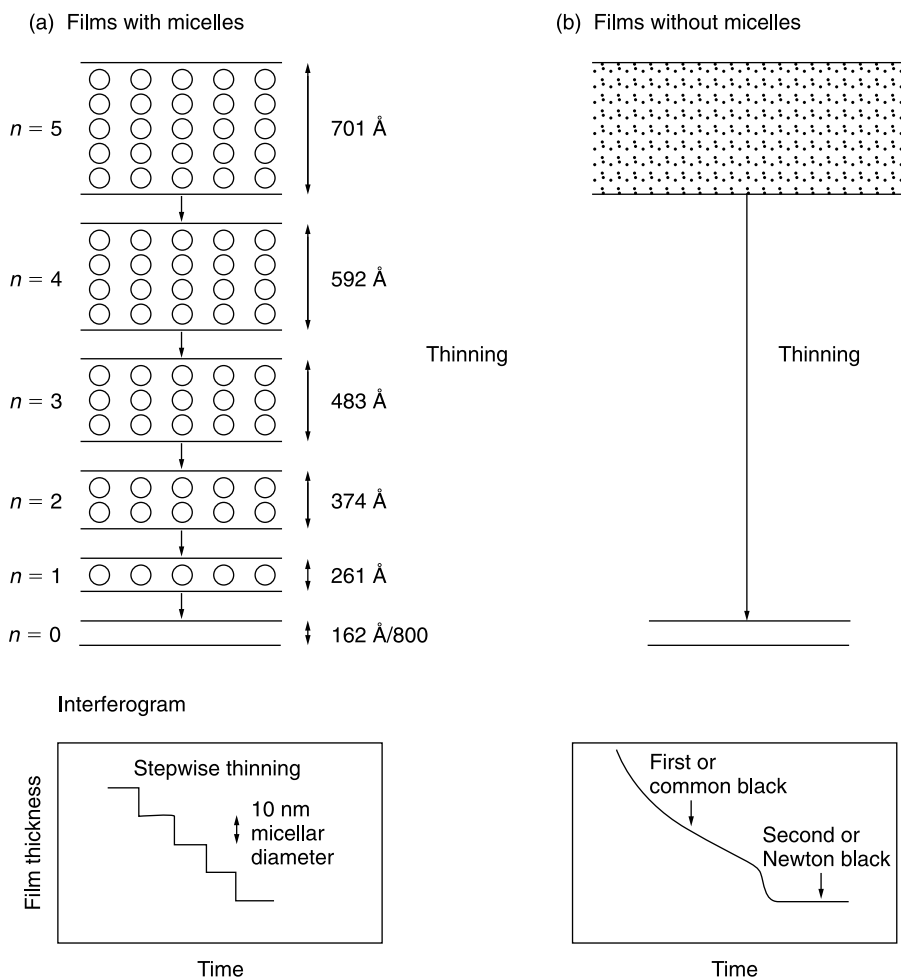 (a) Films with micelles
(b) Films without micelles
n = 5
701 Å
n = 4
592 Å
Thinning
Thinning
n = 3
483 Å
n = 2
374 Å
n = 1
261 Å
n = 0
162 Å/800
Interferogram
Stepwise thinning
10 nm
micellar
diameter
Film thickness
Time
First or
common black
Second or
Newton black
Time